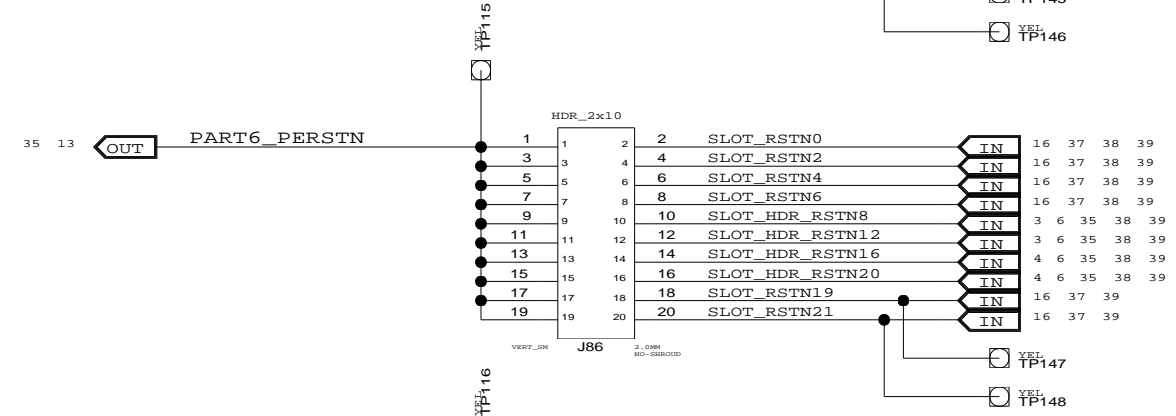 YEL
TP115
TP145
YEL
TP146
HDR_2x10
35 13 OUT PART6_PERSTN
1 1 2 2 SLOT_RSTN0 IN 16 37 38 39
3 3 4 4 SLOT_RSTN2 IN 16 37 38 39
5 5 6 6 SLOT_RSTN4 IN 16 37 38 39
7 7 8 8 SLOT_RSTN6 IN 16 37 38 39
9 9 10 10 SLOT_HDR_RSTN8 IN 3 6 35 38 39
11 11 12 12 SLOT_HDR_RSTN12 IN 3 6 35 38 39
13 13 14 14 SLOT_HDR_RSTN16 IN 4 6 35 38 39
15 15 16 16 SLOT_HDR_RSTN20 IN 4 6 35 38 39
17 17 18 18 SLOT_RSTN19 IN 16 37 39
19 19 20 20 SLOT_RSTN21 IN 16 37 39
VERT_SM J86 2.0MM
NO-SHROUD
YEL
TP147
YEL
TP116
YEL
TP148